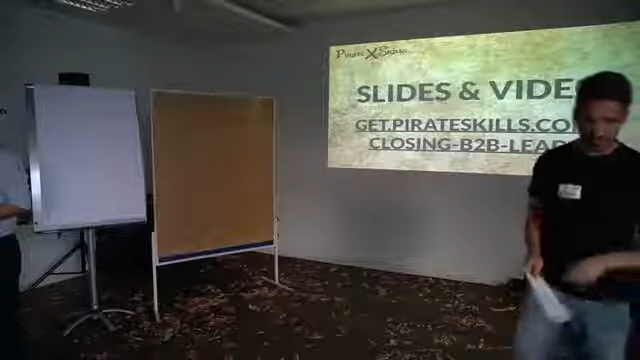 Pirate X Skills
SLIDES & VIDE
GET.PIRATESKILLS.CO
CLOSING-B2B-LEAD